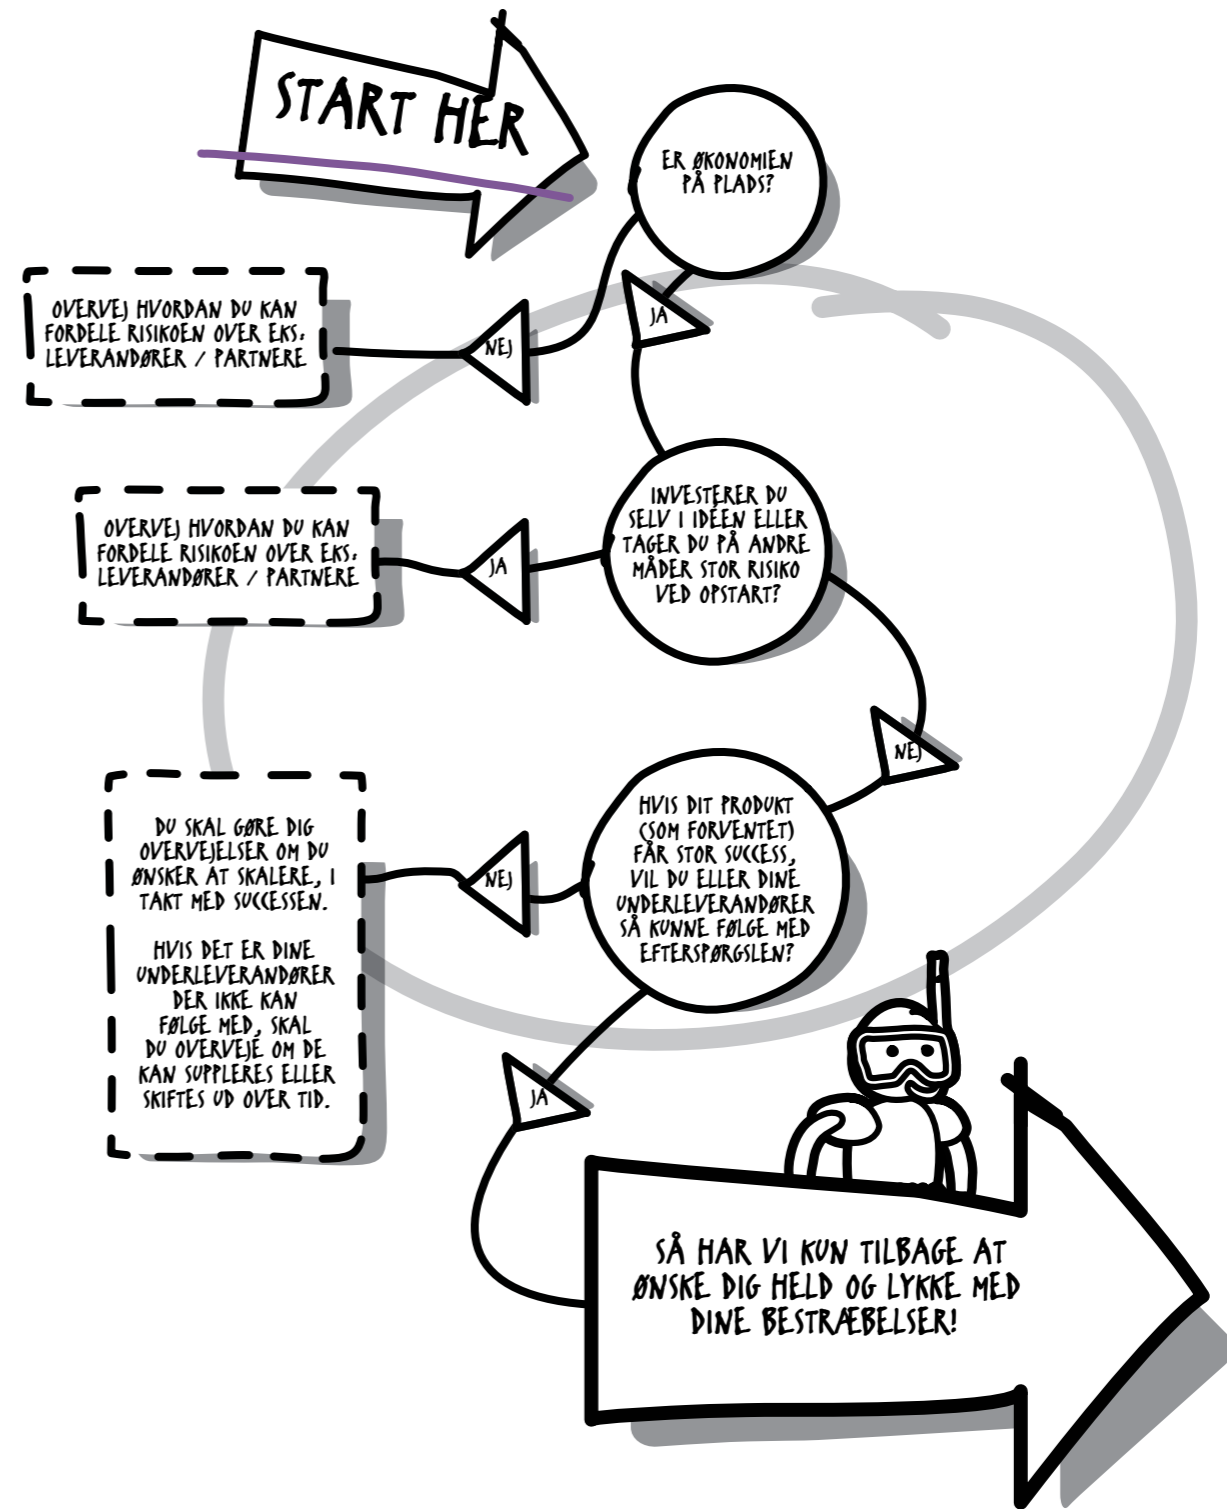 START HER
ER ØKONOMIEN
PÅ PLADS?
JA
NEJ
OVERVEJ HVORDAN DU KAN
FORDELE RISIKOEN OVER EKS.
LEVERANDØRER / PARTNERE
INVESTERER DU
SELV I IDEEN ELLER
TAGER DU PÅ ANDRE
MÅDER STOR RISIKO
VED OPSTART?
JA
OVERVEJ HVORDAN DU KAN
FORDELE RISIKOEN OVER EKS.
LEVERANDØRER / PARTNERE
NEJ
HVIS DIT PRODUKT
(SOM FORVENTET)
FÅR STOR SUCCESS,
VIL DU ELLER DINE
UNDERLEVERANDØRER
SÅ KUNNE FØLGE MED
EFTERSPØRGSLEN?
NEJ
DU SKAL GØRE DIG
OVERVEJELSER OM DU
ØNSKER AT SKALERE, I
TAKT MED SUCCESSEN.
HVIS DET ER DINE
UNDERLEVERANDØRER
DER IKKE KAN
FØLGE MED, SKAL
DU OVERVEJE OM DE
KAN SUPPLERES ELLER
SKIFTES UD OVER TID.
JA
SÅ HAR VI KUN TILBAGE AT
ØNSKE DIG HELD OG LYKKE MED
DINE BESTRÆBELSER!